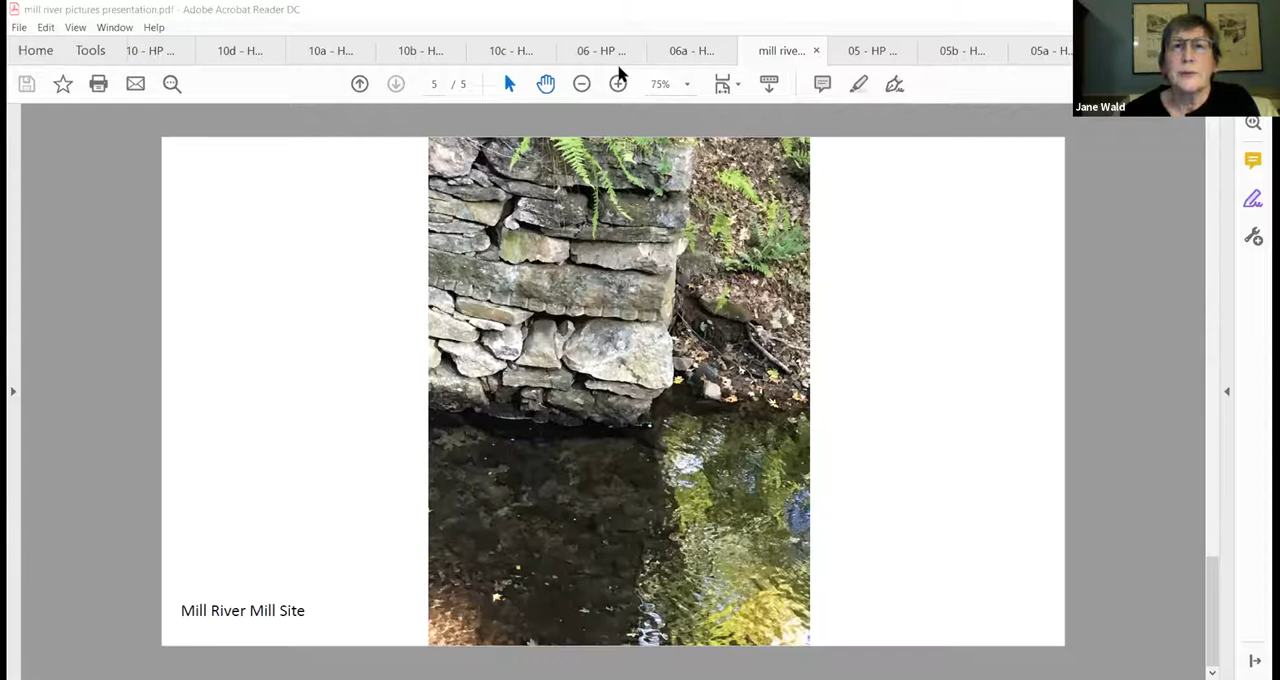 mill river pictures presentation.pdf - Adobe Acrobat Reader DC
File Edit View Window Help
Home Tools 10 - HP ... 10d - H... 10a - H... 10b - H... 10c - H... 06 - HP ... 06a - H... mill rive... × 05 - HP ... 05b - H... 05a - H...
5 / 5 75%
Jane Wald
Mill River Mill Site